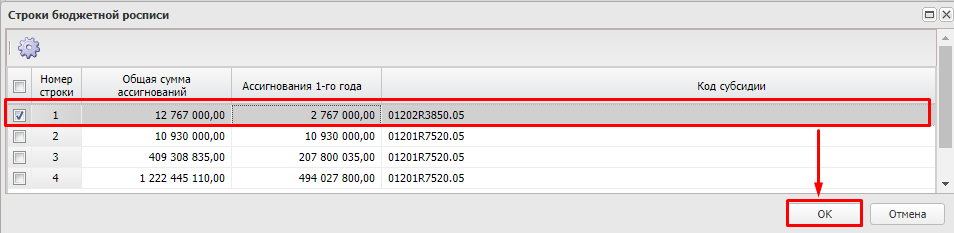 Строки бюджетной росписи
Номер строки Общая сумма ассигнований Ассигнования 1-го года Код субсидии
1 12 767 000,00 2 767 000,00 01202R3850.05
2 10 930 000,00 10 930 000,00 01201R7520.05
3 409 308 835,00 207 800 035,00 01201R7520.05
4 1 222 445 110,00 494 027 800,00 01201R7520.05
OK Отмена